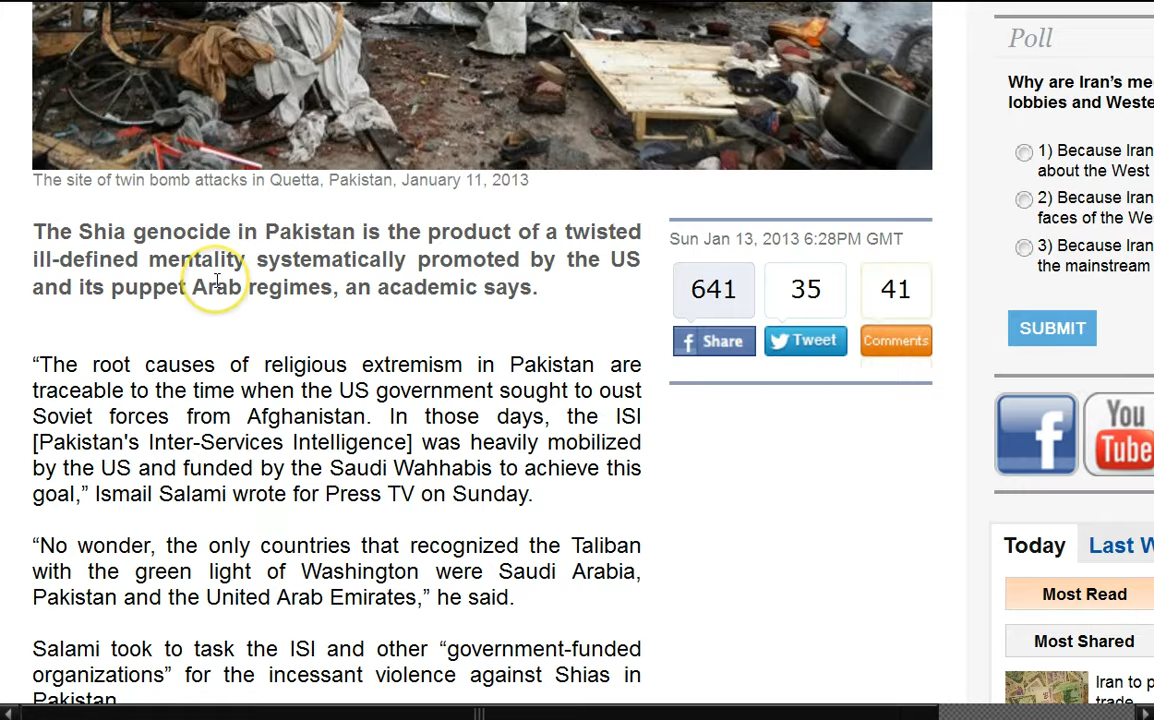 The site of twin bomb attacks in Quetta, Pakistan, January 11, 2013
The Shia genocide in Pakistan is the product of a twisted
ill-defined mentality systematically promoted by the US
and its puppet Arab regimes, an academic says.
“The root causes of religious extremism in Pakistan are
traceable to the time when the US government sought to oust
Soviet forces from Afghanistan. In those days, the ISI
[Pakistan's Inter-Services Intelligence] was heavily mobilized
by the US and funded by the Saudi Wahhabis to achieve this
goal,” Ismail Salami wrote for Press TV on Sunday.
“No wonder, the only countries that recognized the Taliban
with the green light of Washington were Saudi Arabia,
Pakistan and the United Arab Emirates,” he said.
Salami took to task the ISI and other “government-funded
organizations” for the incessant violence against Shias in
Pakistan
Sun Jan 13, 2013 6:28PM GMT
641 35 41
f Share Tweet Comments
Poll
Why are Iran’s me
lobbies and Weste
1) Because Iran
about the West
2) Because Iran
faces of the We
3) Because Iran
the mainstream
SUBMIT
f You
Tube
Today Last W
Most Read
Most Shared
Iran to p
trade